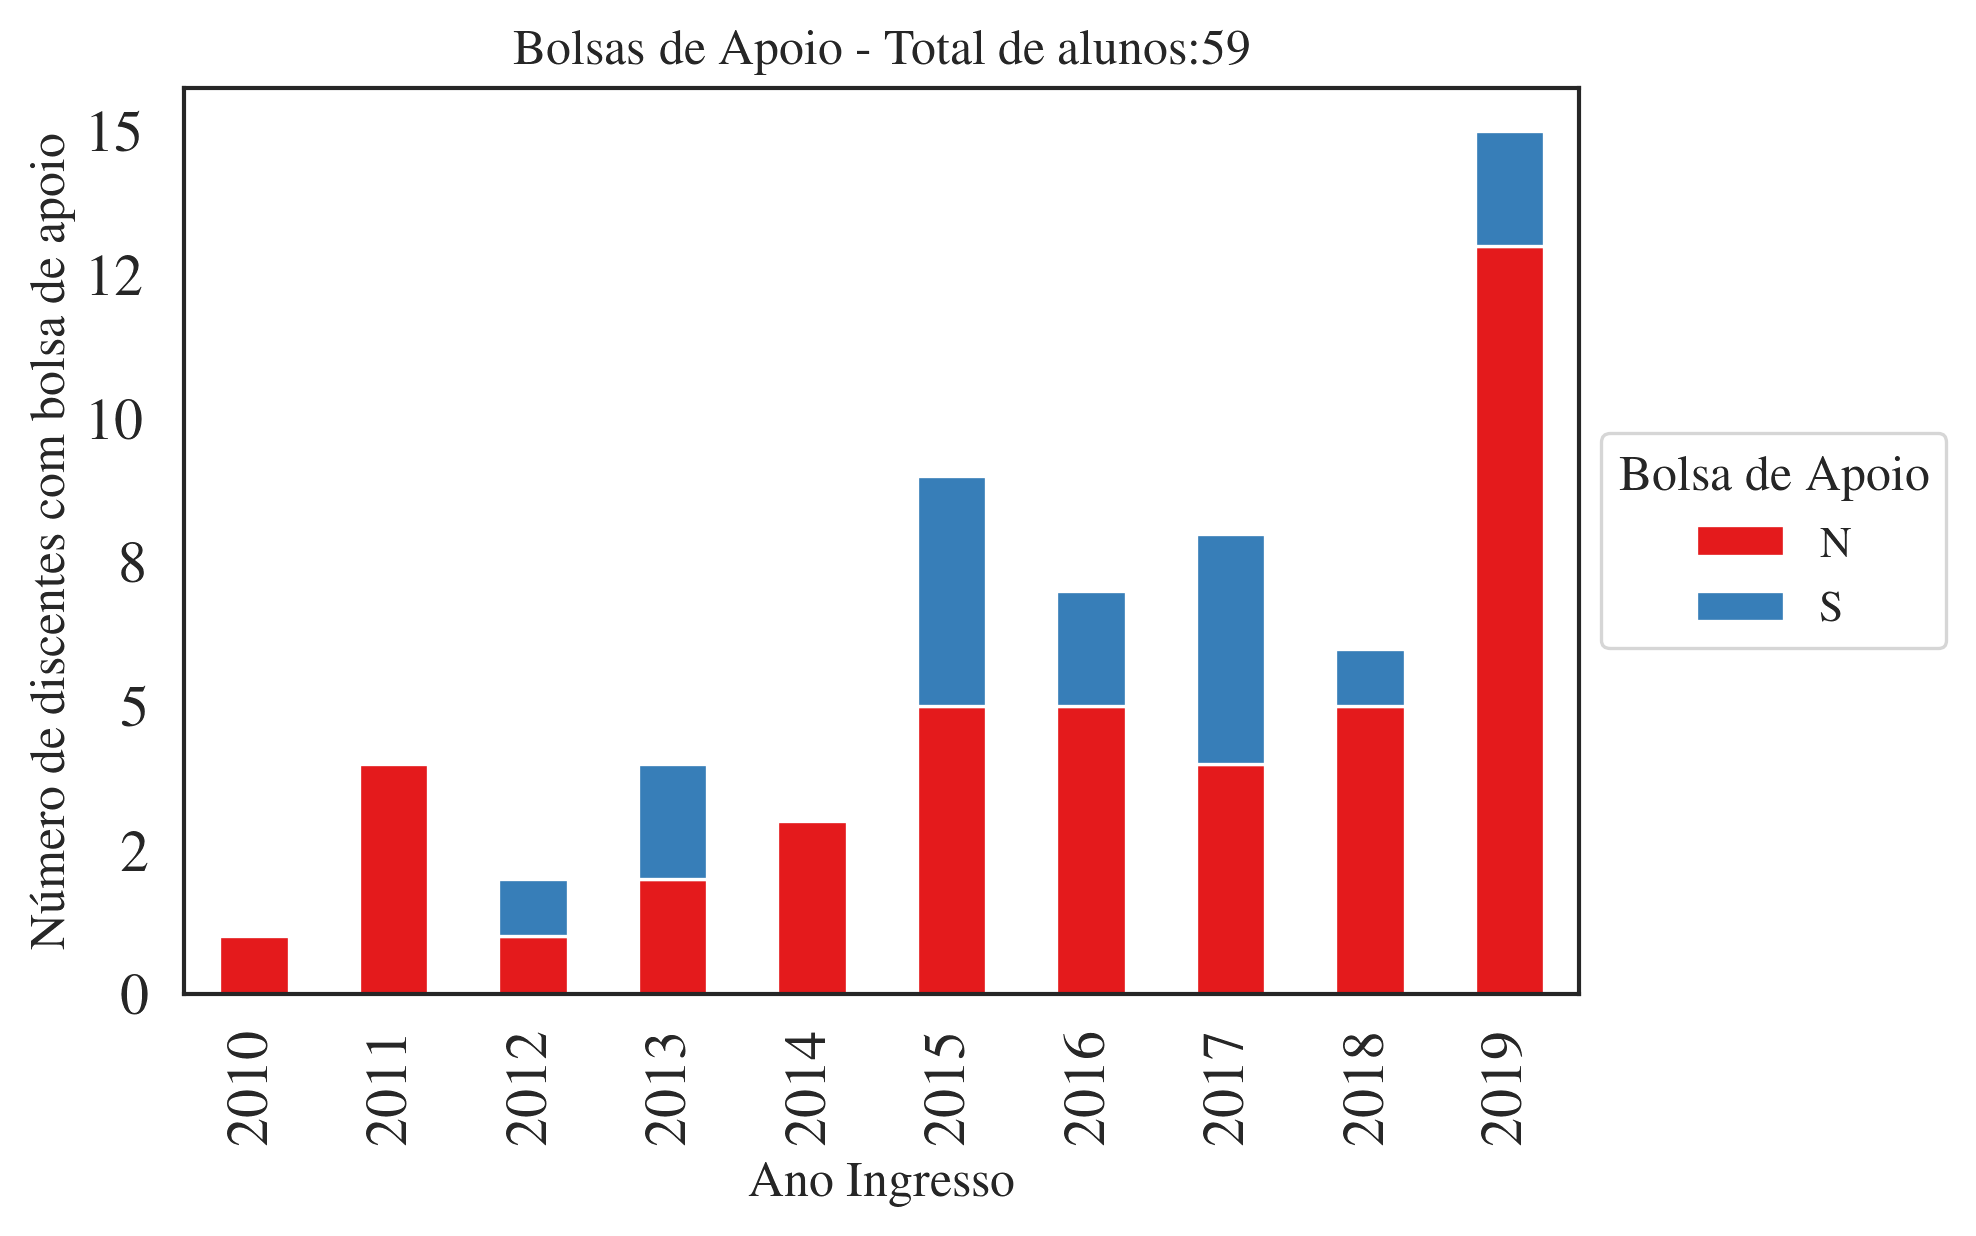 Bolsas de Apoio - Total de alunos:59
Número de discentes com bolsa de apoio
15
12
10
8
5
2
0
2010
2011
2012
2013
2014
2015
2016
2017
2018
2019
Ano Ingresso
Bolsa de Apoio
N
S